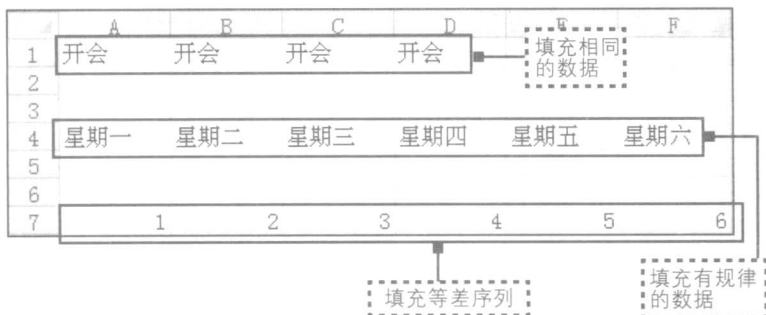 A B C D E F
1 开会 开会 开会 开会
填充相同
的数据
2
3
4 星期一 星期二 星期三 星期四 星期五 星期六
5
6
7 1 2 3 4 5 6
填充等差序列
填充有规律
的数据